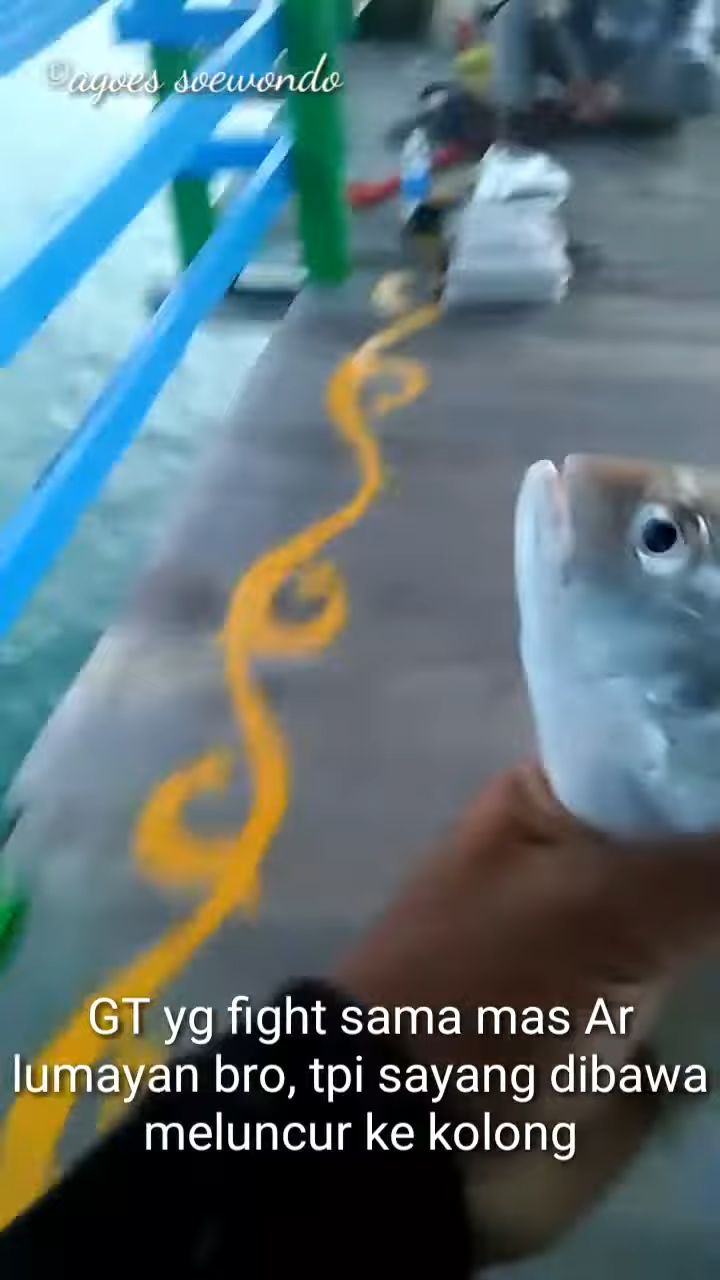 ©agoes soewondo
GT yg fight sama mas Ar
lumayan bro, tpi sayang dibawa
meluncur ke kolong